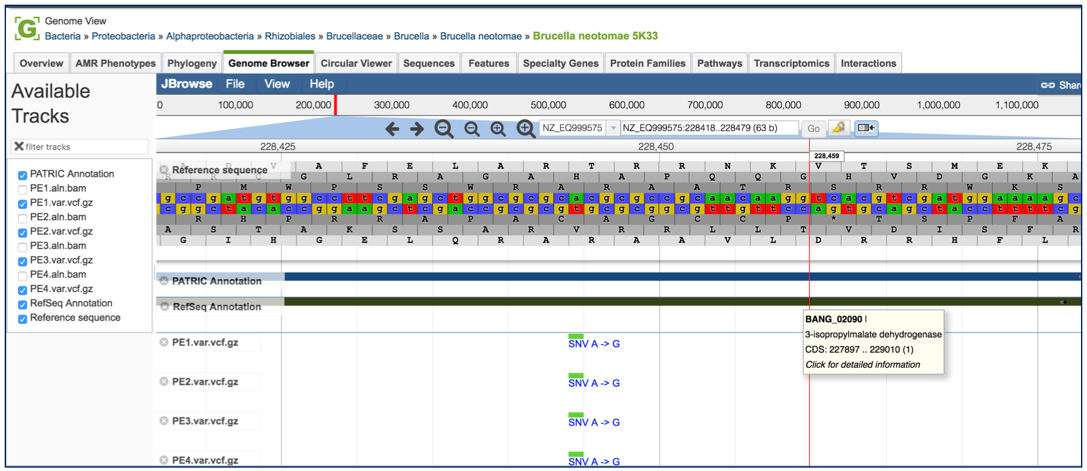 Genome View
Bacteria » Proteobacteria » Alphaproteobacteria » Rhizobiales » Brucellaceae » Brucella » Brucella neotomae » Brucella neotomae 5K33
Overview AMR Phenotypes Phylogeny Genome Browser Circular Viewer Sequences Features Specialty Genes Protein Families Pathways Transcriptomics Interactions
Available
Tracks
filter tracks
PATRIC Annotation
PE1.aln.bam
PE1.var.vcf.gz
PE2.aln.bam
PE2.var.vcf.gz
PE3.aln.bam
PE3.var.vcf.gz
PE4.aln.bam
PE4.var.vcf.gz
RefSeq Annotation
Reference sequence
JBrowse File View Help Shar
0 100,000 200,000 300,000 400,000 500,000 600,000 700,000 800,000 900,000 1,000,000 1,100,000
NZ_EQ999575 NZ_EQ999575:228418..228479 (63 b) Go
228,425 228,450 228,475
228,459
V A F E L A R T R R N K V T S M E K
Reference sequence
G L R A G A H A P Q Q G H V D G K A
P M W P S S W R A R A A T R S R R W K S
g c c g a t g t g g c c t t c g a g c t g g c g c g c a c g c g c c g c a a c a a g g t c a c g t c g a t g g a a a a g c
c g g c t a c a c c g g a a g c t c g a c c g c g c g t g c g c g g c g t t g t t c c a g t g c a g c t a c c t t t t c g
R H P R A P A C A G C C P * T S P F A
A S T A K S S A R V R R L L T V D I S F
G I H G E L Q R A R A A V L D R R H F L
PATRIC Annotation
RefSeq Annotation
BANG_02090 |
3-isopropylmalate dehydrogenase
CDS: 227897 .. 229010 (1)
Click for detailed information
PE1.var.vcf.gz
SNV A -> G
PE2.var.vcf.gz
SNV A -> G
PE3.var.vcf.gz
SNV A -> G
PE4.var.vcf.gz
SNV A -> G